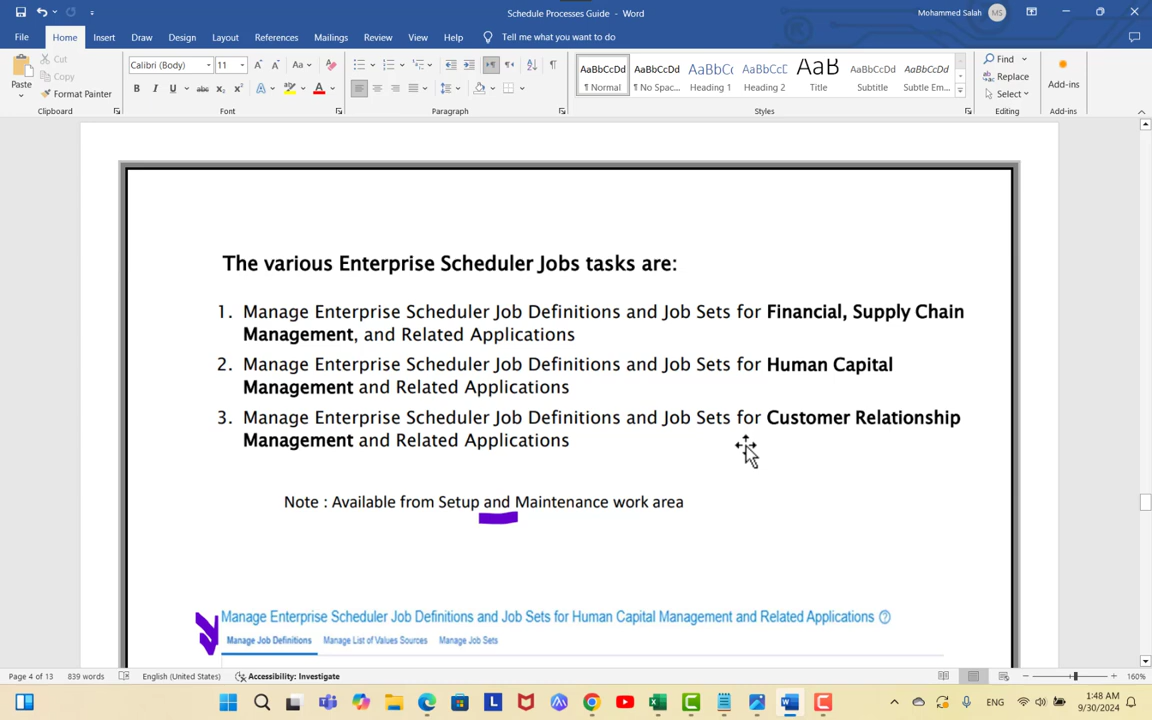 Schedule Processes Guide - Word
Mohammed Salah MS
File Home Insert Draw Design Layout References Mailings Review View Help Tell me what you want to do
Paste
Cut
Copy
Format Painter
Clipboard
Calibri (Body) 11
Font
Paragraph
AaBbCcDd AaBbCcDd AaBbCc AaBbCcE AaB AaBbCcDd AaBbCcDd
¶ Normal ¶ No Spac... Heading 1 Heading 2 Title Subtitle Subtle Em...
Styles
Find
Replace
Select
Editing
Add-ins
Add-ins
The various Enterprise Scheduler Jobs tasks are:
1. Manage Enterprise Scheduler Job Definitions and Job Sets for Financial, Supply Chain
Management, and Related Applications
2. Manage Enterprise Scheduler Job Definitions and Job Sets for Human Capital
Management and Related Applications
3. Manage Enterprise Scheduler Job Definitions and Job Sets for Customer Relationship
Management and Related Applications
Note : Available from Setup and Maintenance work area
Manage Enterprise Scheduler Job Definitions and Job Sets for Human Capital Management and Related Applications
Manage Job Definitions Manage List of Values Sources Manage Job Sets
Page 4 of 13 839 words English (United States) Accessibility: Investigate 160%
ENG
1:48 AM
9/30/2024